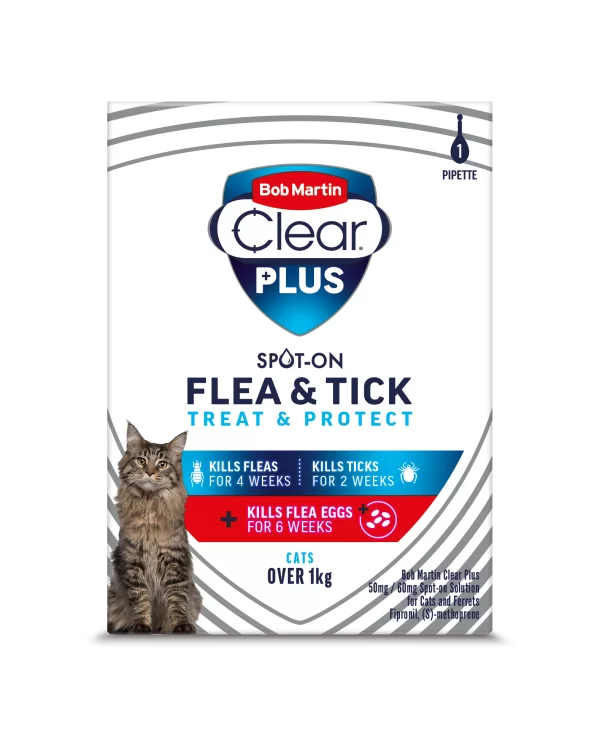 1
PIPETTE
Bob Martin
Clear®
PLUS
SPOT-ON
FLEA & TICK
TREAT & PROTECT
KILLS FLEAS
FOR 4 WEEKS
KILLS TICKS
FOR 2 WEEKS
+ KILLS FLEA EGGS
FOR 6 WEEKS
CATS
OVER 1kg
Bob Martin Clear Plus
50mg / 60mg Spot-on Solution
for Cats and Ferrets
Fipronil, (S)-methoprene